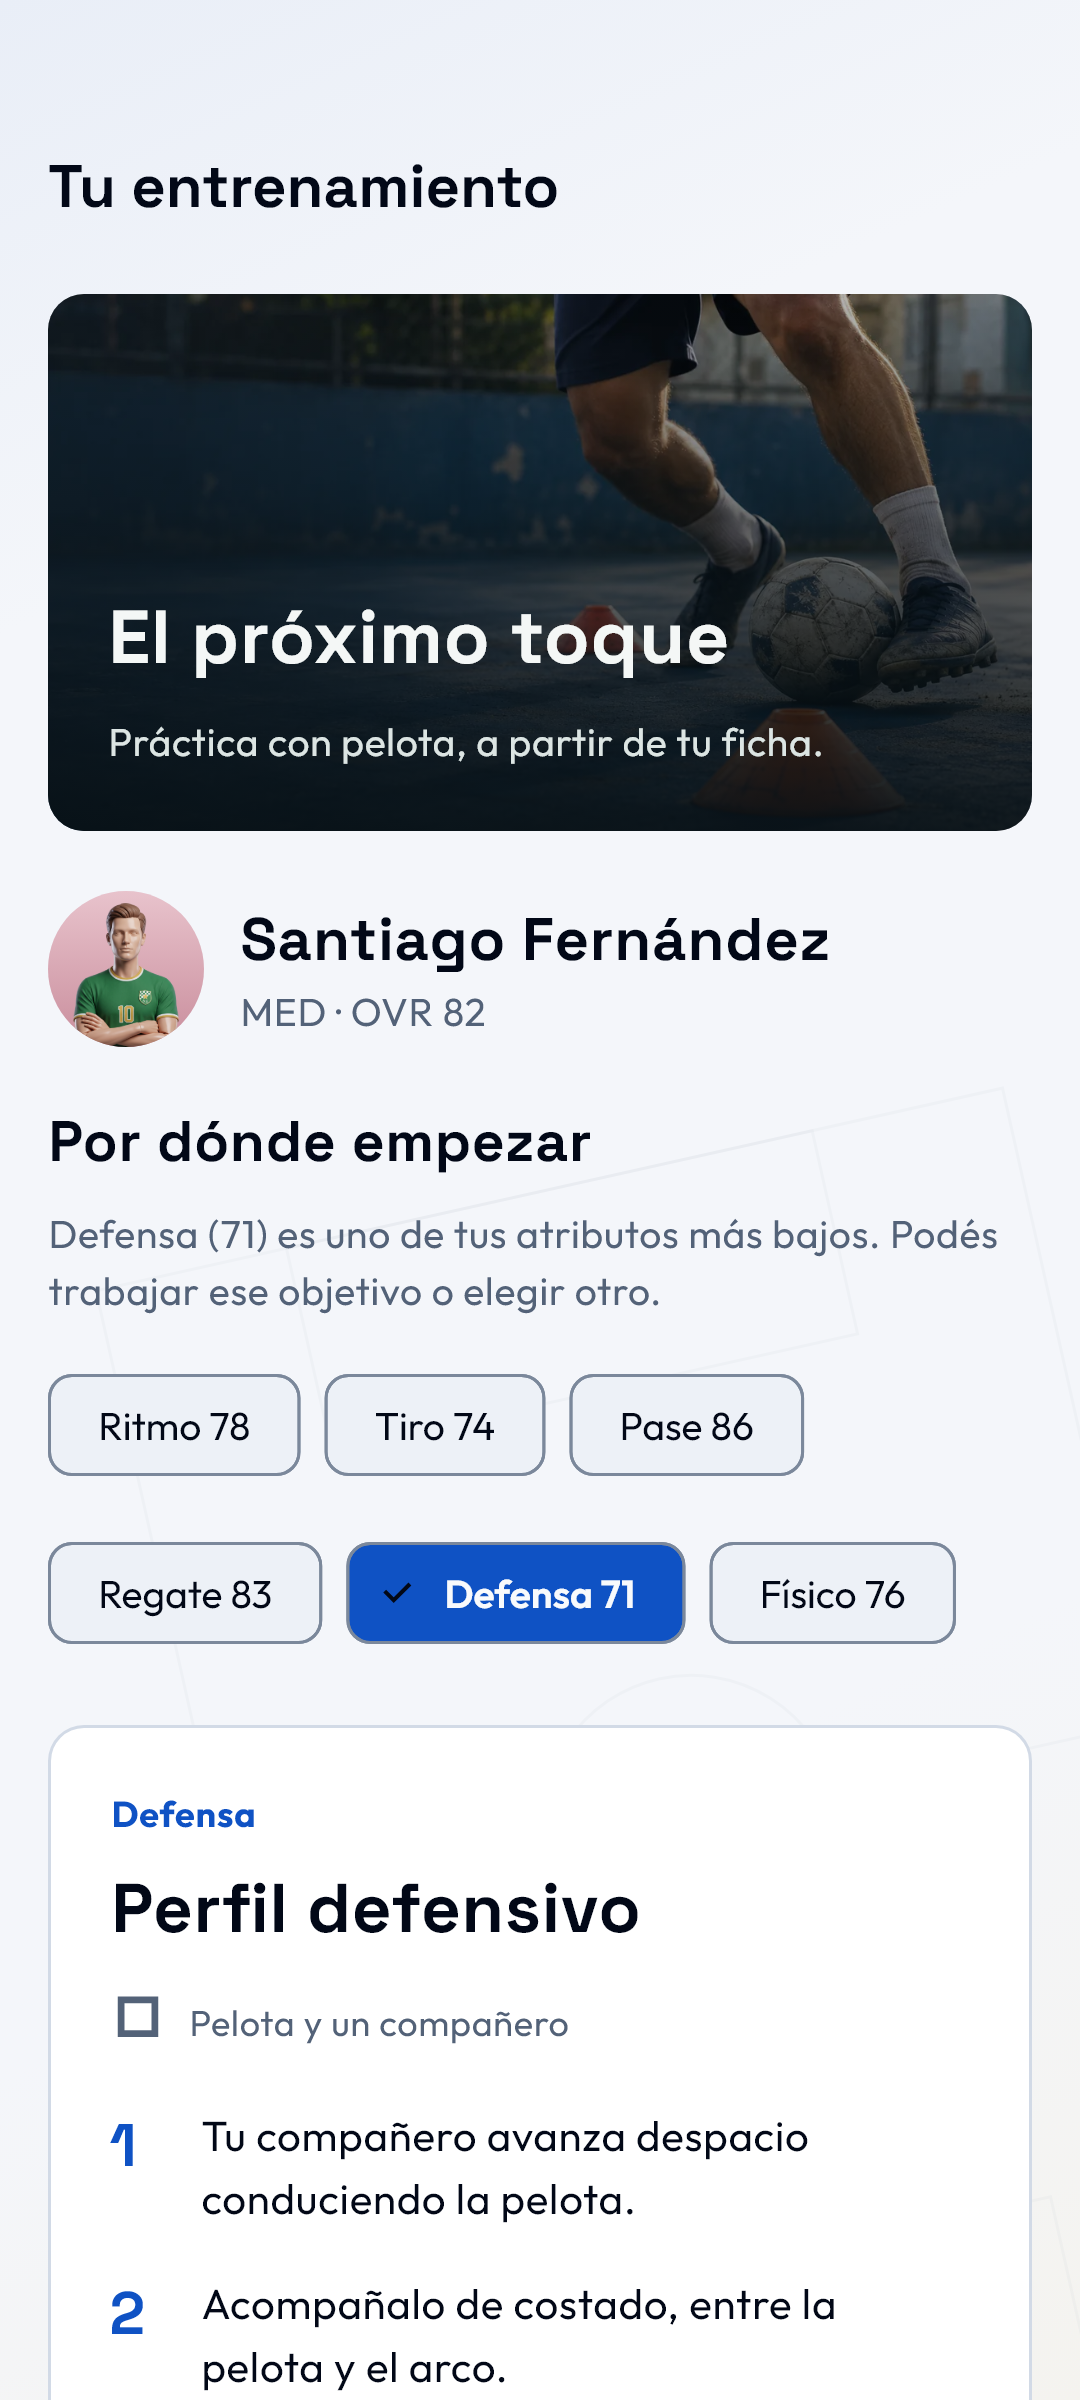 Tu entrenamiento
El próximo toque
Práctica con pelota, a partir de tu ficha.
10
Santiago Fernández
MED · OVR 82
Por dónde empezar
Defensa (71) es uno de tus atributos más bajos. Podés
trabajar ese objetivo o elegir otro.
Ritmo 78
Tiro 74
Pase 86
Regate 83
Defensa 71
Físico 76
Defensa
Perfil defensivo
Pelota y un compañero
1 Tu compañero avanza despacio
conduciendo la pelota.
2 Acompañalo de costado, entre la
pelota y el arco.